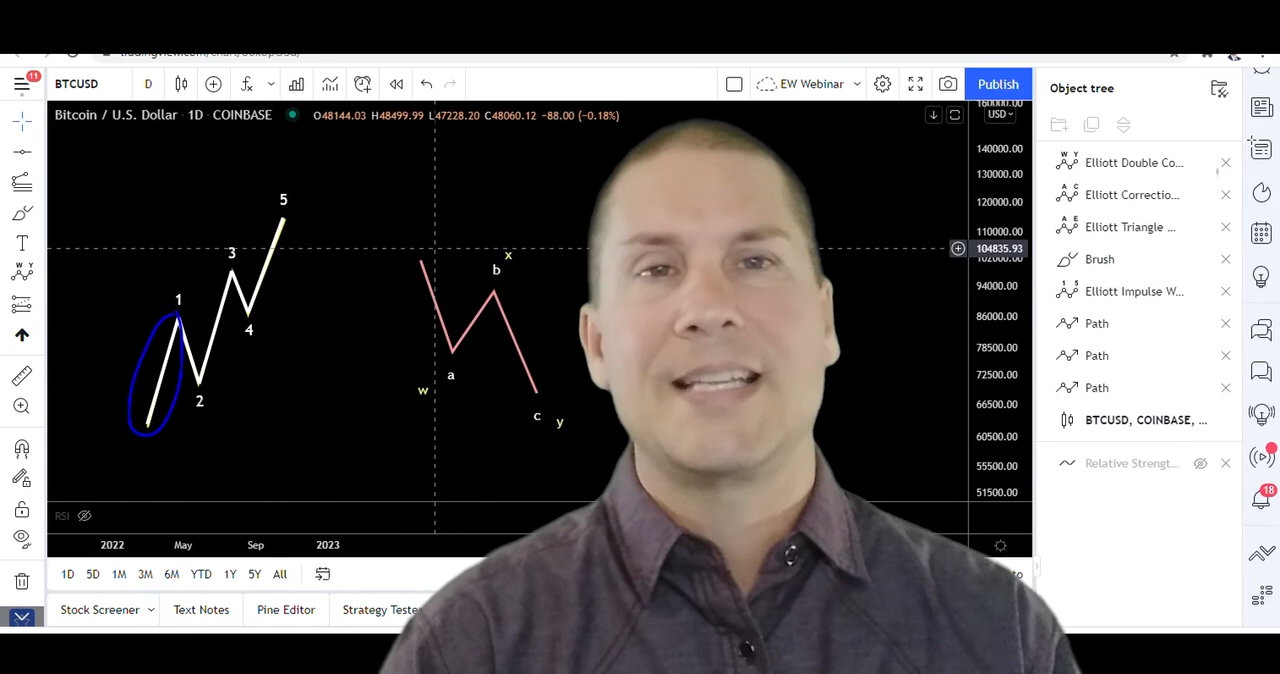 11
BTCUSD
D
EW Webinar
Publish
Object tree
Bitcoin / U.S. Dollar · 1D · COINBASE
O48144.03 H48499.99 L47228.20 C48060.12 −88.00 (−0.18%)
160000.00
USD
140000.00
130000.00
120000.00
110000.00
104835.93
102000.00
94000.00
86000.00
78500.00
72500.00
66500.00
60500.00
55500.00
51500.00
5
3
1
4
2
x
b
a
w
c
y
Elliott Double Co...
Elliott Correctio...
Elliott Triangle ...
Brush
Elliott Impulse W...
Path
Path
Path
BTCUSD, COINBASE, ...
Relative Strengt...
18
RSI
2022 May Sep 2023
1D 5D 1M 3M 6M YTD 1Y 5Y All
Stock Screener Text Notes Pine Editor Strategy Tester